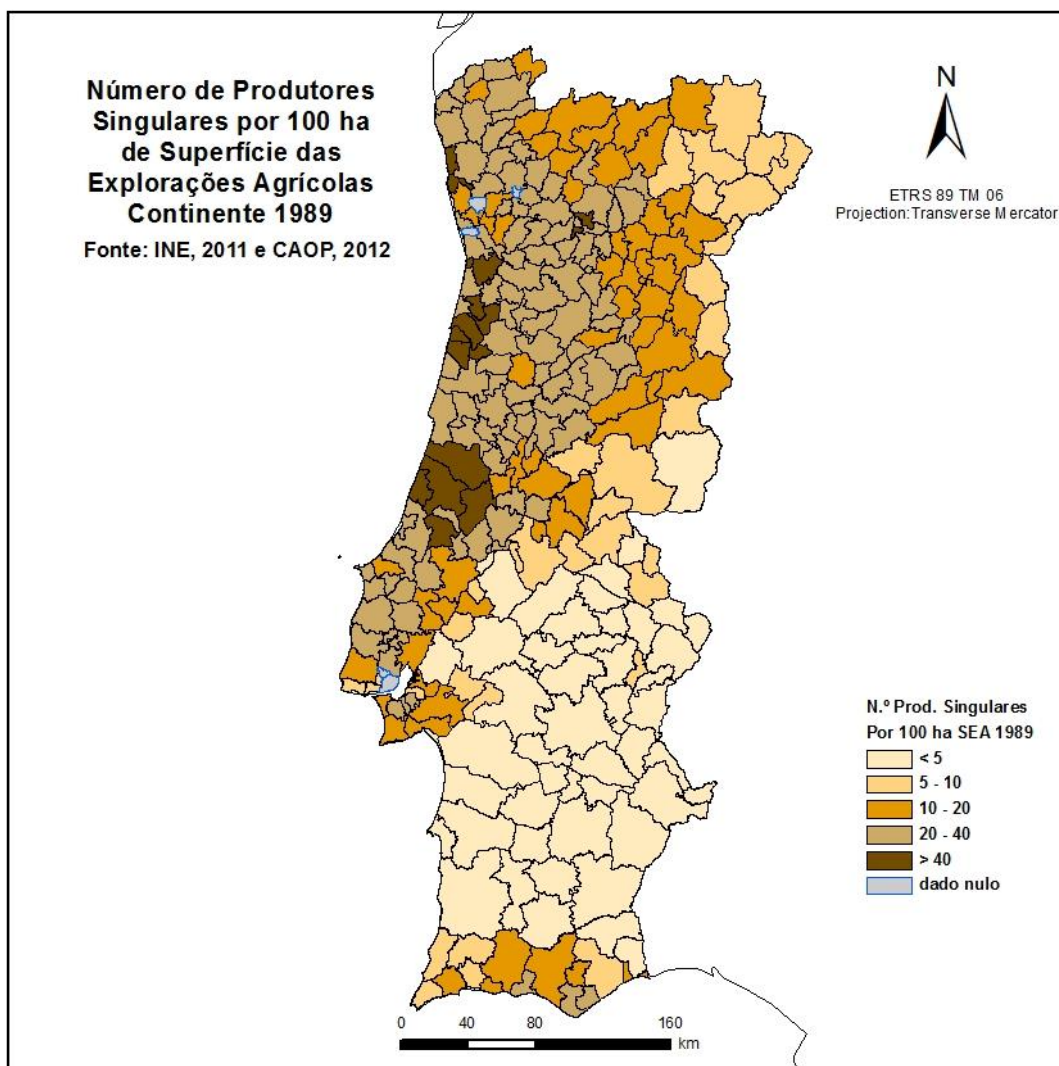 Número de Produtores
Singulares por 100 ha
de Superfície das
Explorações Agrícolas
Continente 1989
Fonte: INE, 2011 e CAOP, 2012
N
ETRS 89 TM 06
Projection:Transverse Mercator
N.º Prod. Singulares
Por 100 ha SEA 1989
< 5
5 - 10
10 - 20
20 - 40
> 40
dado nulo
0 40 80 160
km